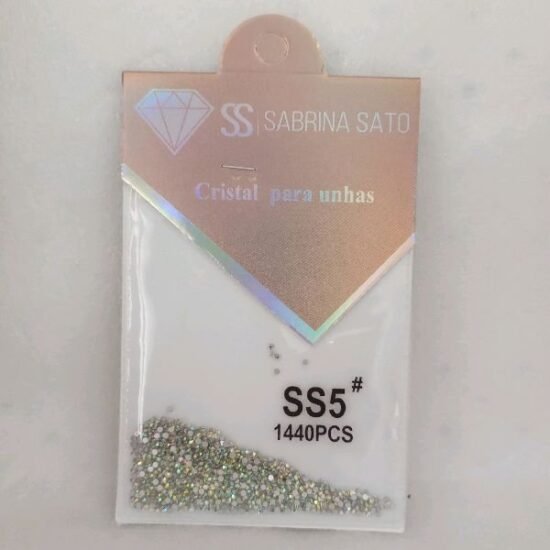 SS | SABRINA SATO
Cristal para unhas
SS5#
1440PCS